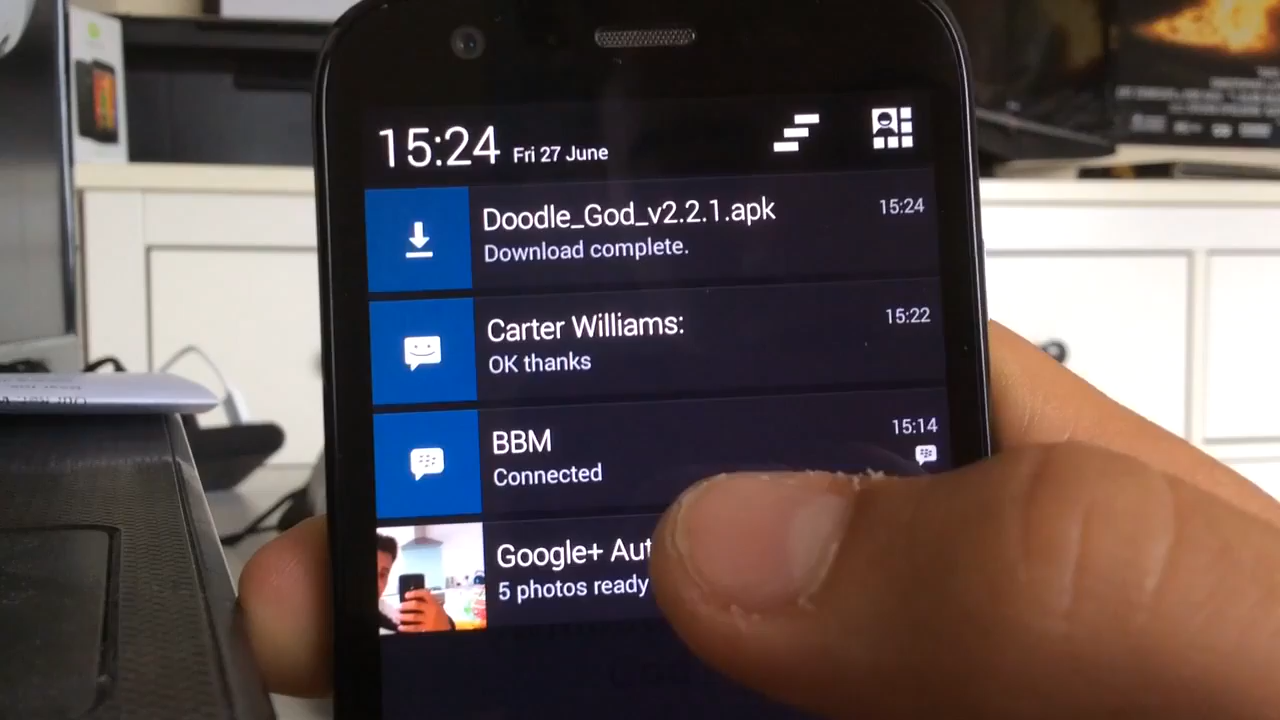 15:24 Fri 27 June
Doodle_God_v2.2.1.apk 15:24
Download complete.
Carter Williams: 15:22
OK thanks
BBM 15:14
Connected
Google+ Aut
5 photos ready